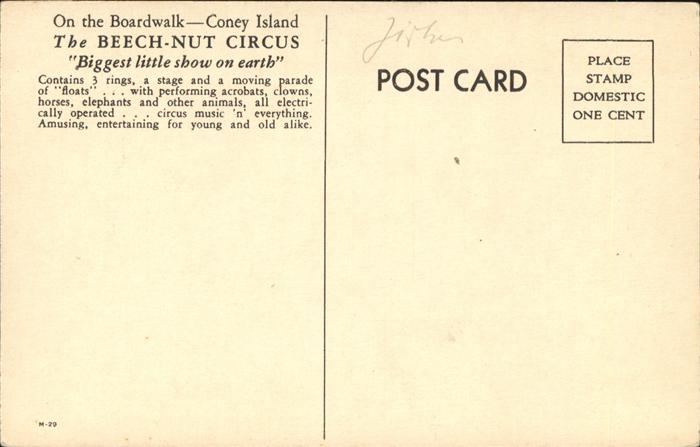 On the Boardwalk—Coney Island
The BEECH-NUT CIRCUS
"Biggest little show on earth"
Contains 3 rings, a stage and a moving parade
of "floats" . . . with performing acrobats, clowns,
horses, elephants and other animals, all electri-
cally operated . . . circus music 'n' everything.
Amusing, entertaining for young and old alike.
M-29
POST CARD
PLACE
STAMP
DOMESTIC
ONE CENT